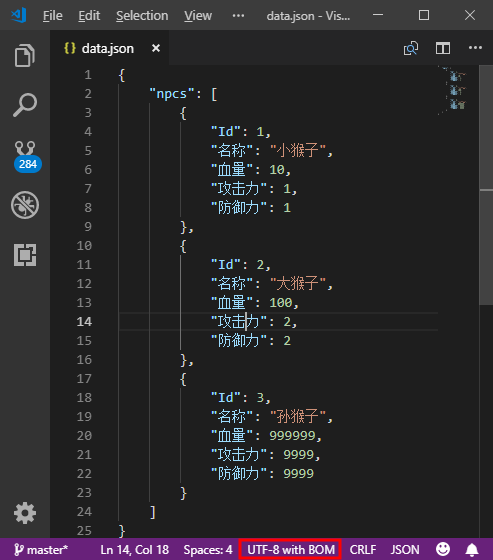 File Edit View ··· data.json - Vis...
{} data.json ×
284
1 {
2 "npcs": [
3 {
4 "Id": 1,
5 "名称": "小猴子",
6 "血量": 10,
7 "攻击力": 1,
8 "防御力": 1
9 },
10 {
11 "Id": 2,
12 "名称": "大猴子",
13 "血量": 100,
14 "攻击力": 2,
15 "防御力": 2
16 },
17 {
18 "Id": 3,
19 "名称": "孙猴子",
20 "血量": 999999,
21 "攻击力": 9999,
22 "防御力": 9999
23 }
24 ]
25 }
master* Ln 14, Col 18 Spaces: 4 UTF-8 with BOM CRLF JSON